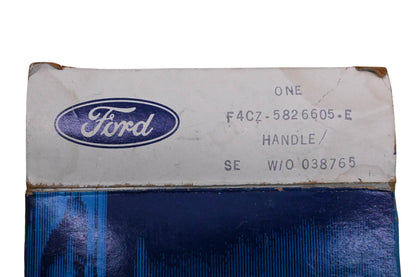 ONE
Ford
F4CZ-5826605-E
HANDLE/
SE W/O 038765